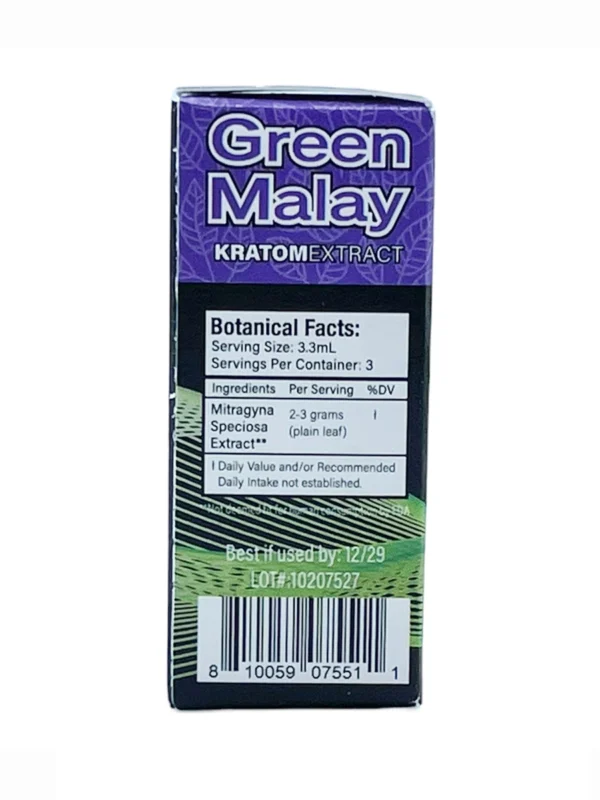 Green
Malay
KRATOMEXTRACT
Botanical Facts:
Serving Size: 3.3mL
Servings Per Container: 3
Ingredients Per Serving %DV
Mitragyna 2-3 grams ƚ
Speciosa (plain leaf)
Extract**
ƚ Daily Value and/or Recommended
Daily Intake not established.
FDA
Best if used by: 12/29
LOT#:10207527
8 10059 07551 1